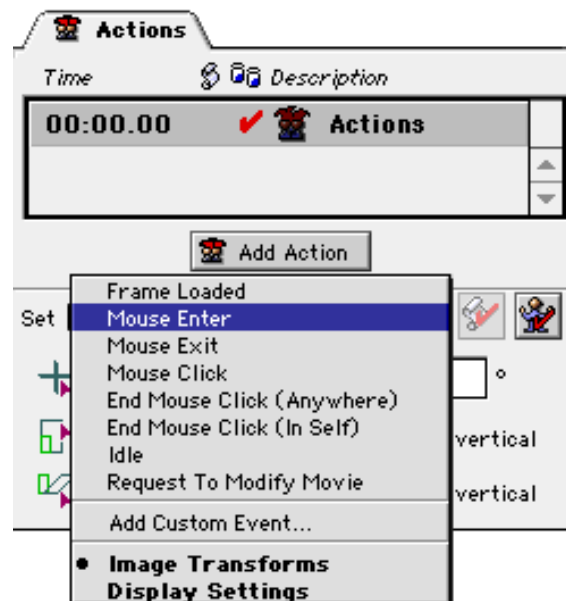 Actions
Time Description
00:00.00 Actions
Add Action
Frame Loaded
Set Mouse Enter
Mouse Exit
Mouse Click
°
End Mouse Click (Anywhere)
End Mouse Click (In Self)
vertical
Idle
Request To Modify Movie
vertical
Add Custom Event...
• Image Transforms
Display Settings